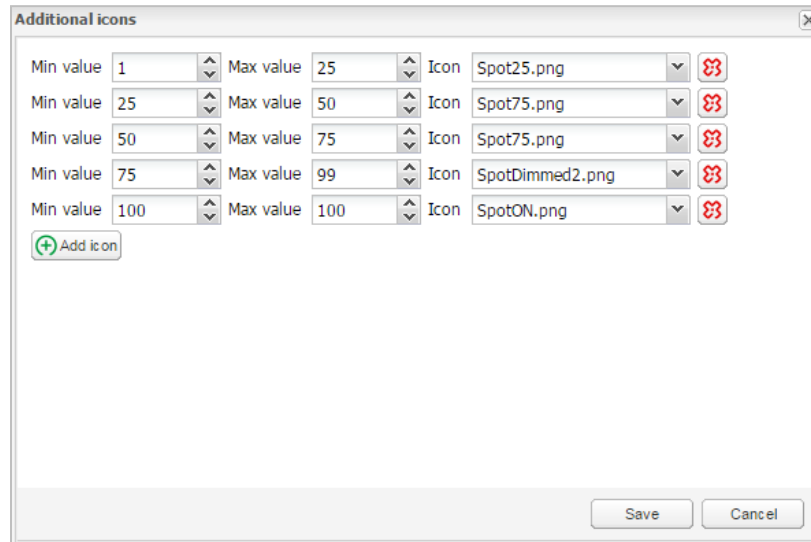 Additional icons
Min value 1 Max value 25 Icon Spot25.png
Min value 25 Max value 50 Icon Spot75.png
Min value 50 Max value 75 Icon Spot75.png
Min value 75 Max value 99 Icon SpotDimmed2.png
Min value 100 Max value 100 Icon SpotON.png
Add icon
Save Cancel